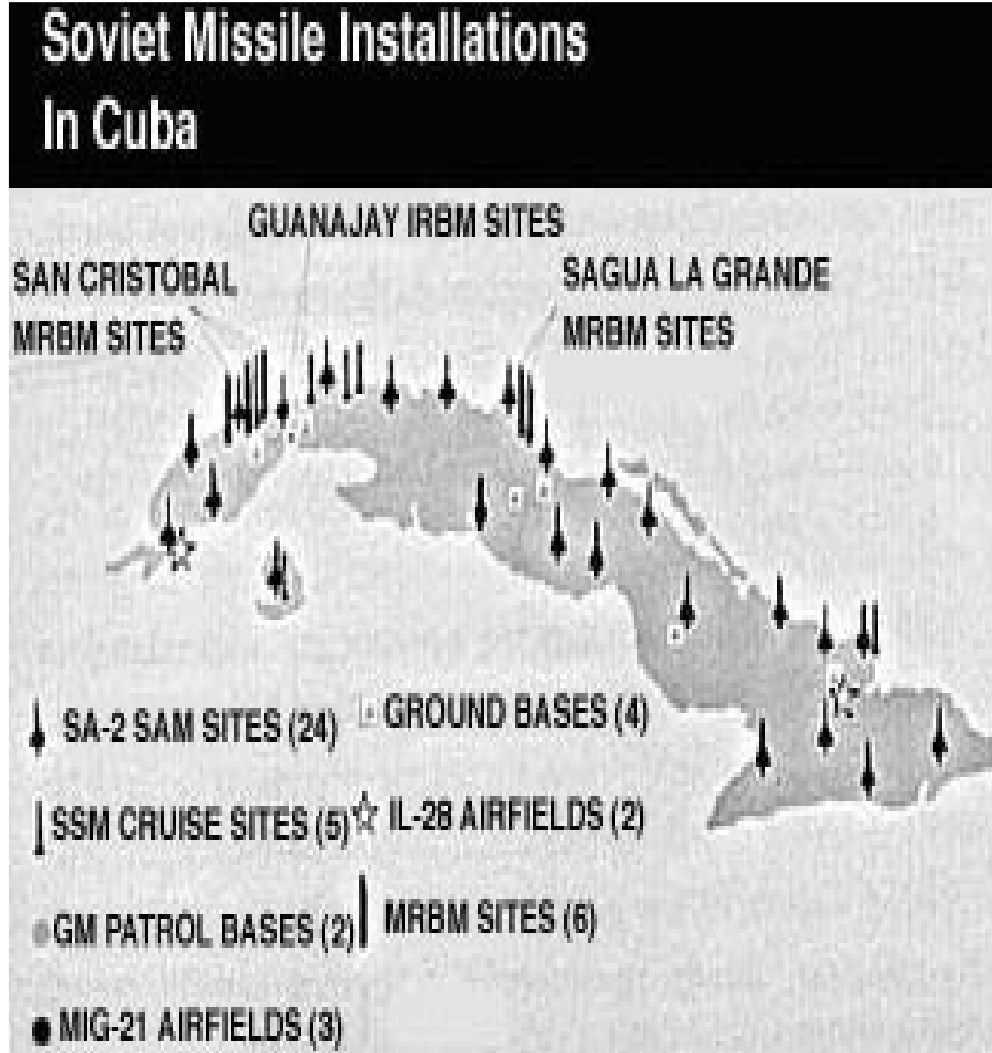 Soviet Missile Installations
In Cuba
GUANAJAY IRBM SITES
SAN CRISTOBAL
MRBM SITES
SAGUA LA GRANDE
MRBM SITES
SA-2 SAM SITES (24)
GROUND BASES (4)
SSM CRUISE SITES (5)
IL-28 AIRFIELDS (2)
GM PATROL BASES (2)
MRBM SITES (6)
MIG-21 AIRFIELDS (3)